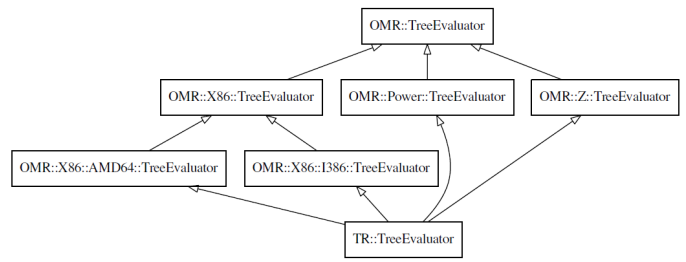 OMR::TreeEvaluator
OMR::X86::TreeEvaluator
OMR::Power::TreeEvaluator
OMR::Z::TreeEvaluator
OMR::X86::AMD64::TreeEvaluator
OMR::X86::I386::TreeEvaluator
TR::TreeEvaluator